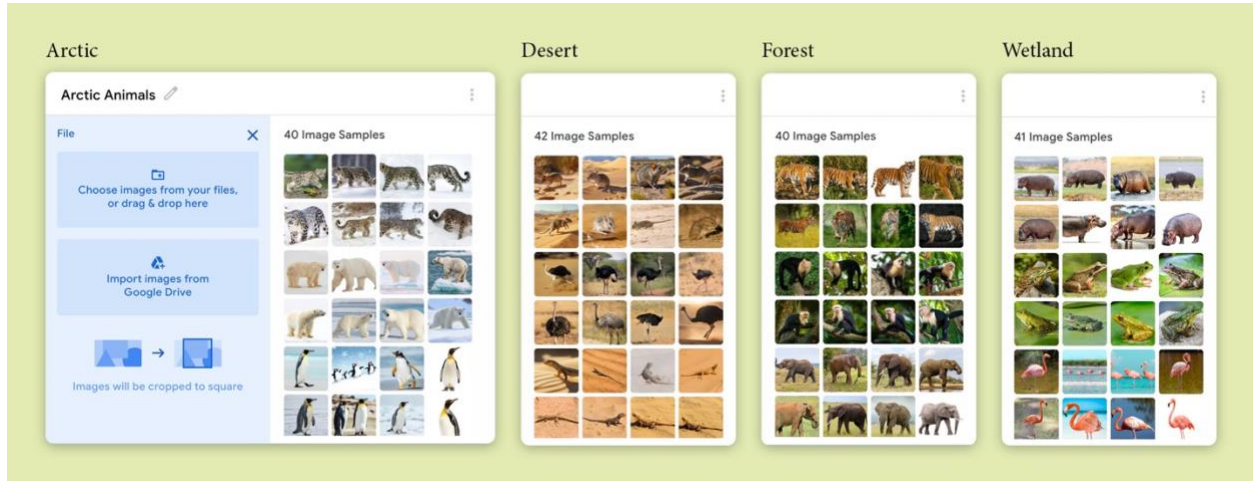 Arctic
Desert
Forest
Wetland
Arctic Animals
File
Choose images from your files,
or drag & drop here
Import images from
Google Drive
Images will be cropped to square
40 Image Samples
42 Image Samples
40 Image Samples
41 Image Samples